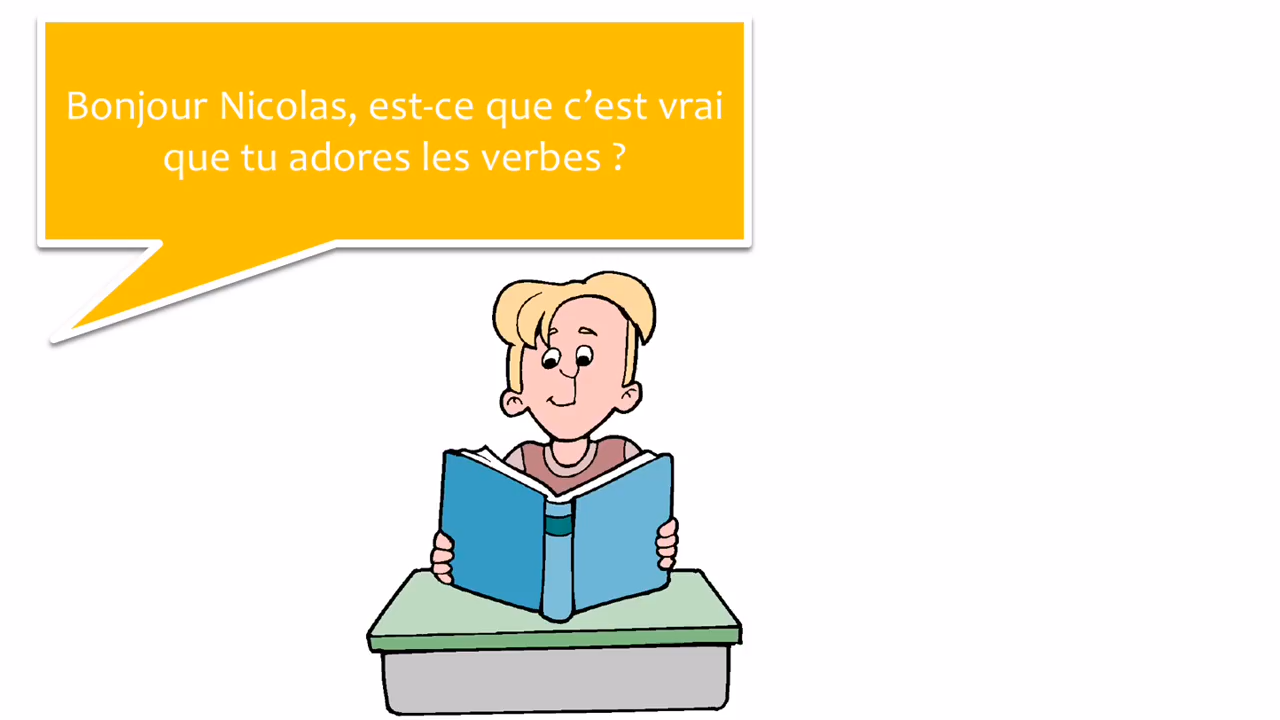 Bonjour Nicolas, est-ce que c’est vrai
que tu adores les verbes ?